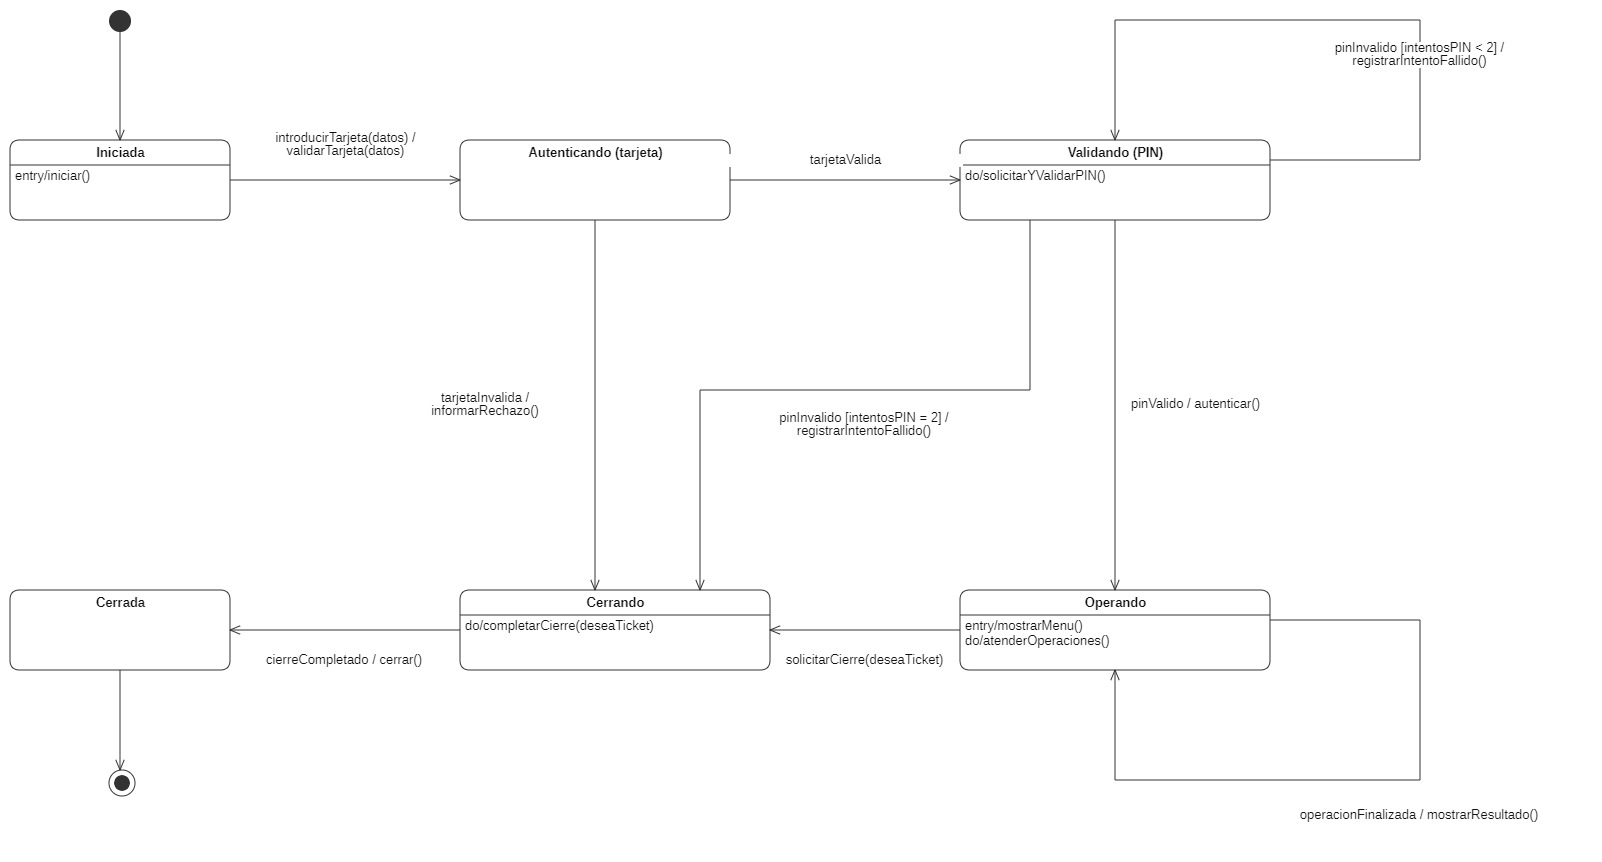 pinInvalido [intentosPIN < 2] /
registrarIntentoFallido()
introducirTarjeta(datos) /
validarTarjeta(datos)
Iniciada
entry/iniciar()
Autenticando (tarjeta)
tarjetaValida
Validando (PIN)
do/solicitarYValidarPIN()
tarjetaInvalida /
informarRechazo()
pinInvalido [intentosPIN = 2] /
registrarIntentoFallido()
pinValido / autenticar()
Cerrada
cierreCompletado / cerrar()
Cerrando
do/completarCierre(deseaTicket)
solicitarCierre(deseaTicket)
Operando
entry/mostrarMenu()
do/atenderOperaciones()
operacionFinalizada / mostrarResultado()